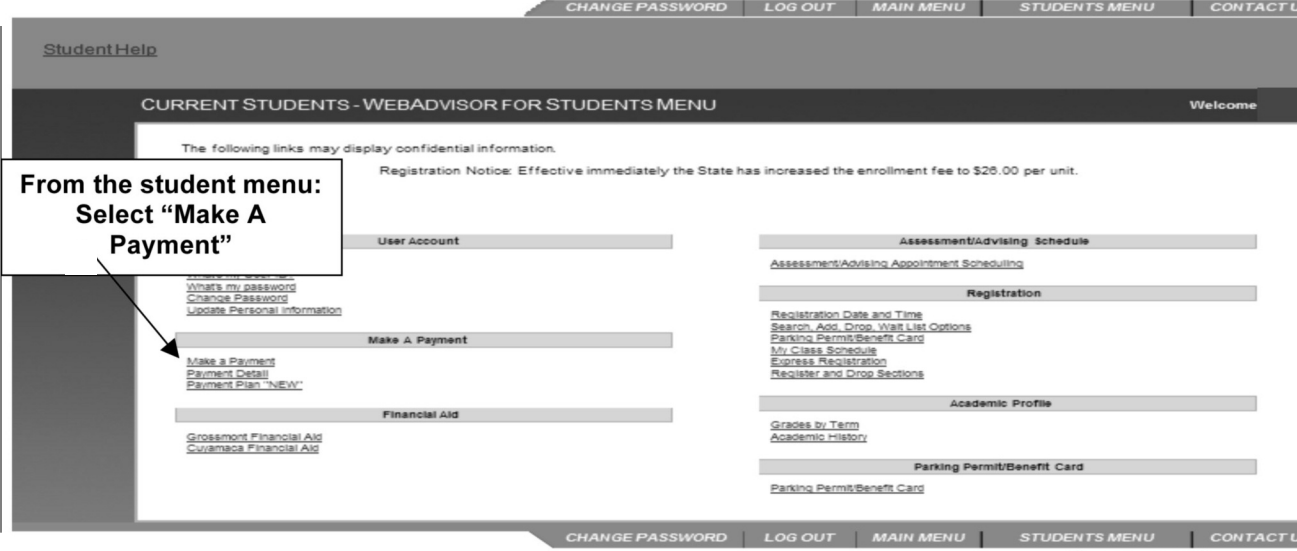 CHANGE PASSWORD LOG OUT MAIN MENU STUDENTS MENU CONTACT U
Student Help
CURRENT STUDENTS - WEBADVISOR FOR STUDENTS MENU Welcome
The following links may display confidential information.
Registration Notice: Effective immediately the State has increased the enrollment fee to $26.00 per unit.
From the student menu:
Select “Make A
Payment”
User Account
What's my password
Change Password
Update Personal Information
Make A Payment
Make a Payment
Payment Detail
Payment Plan "NEW"
Financial Aid
Grossmont Financial Aid
Cuyamaca Financial Aid
Assessment/Advising Schedule
Assessment/Advising Appointment Scheduling
Registration
Registration Date and Time
Search, Add, Drop, Wait List Options
Parking Permit/Benefit Card
My Class Schedule
Express Registration
Register and Drop Sections
Academic Profile
Grades by Term
Academic History
Parking Permit/Benefit Card
Parking Permit/Benefit Card
CHANGE PASSWORD LOG OUT MAIN MENU STUDENTS MENU CONTACT U